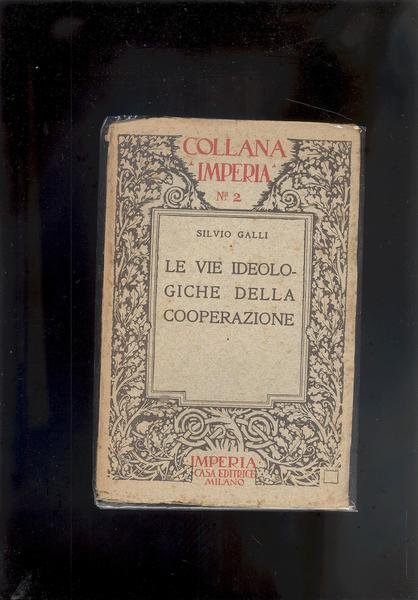 COLLANA
IMPERIA
Nº 2
SILVIO GALLI
LE VIE IDEOLO-
GICHE DELLA
COOPERAZIONE
IMPERIA
CASA EDITRICE
MILANO